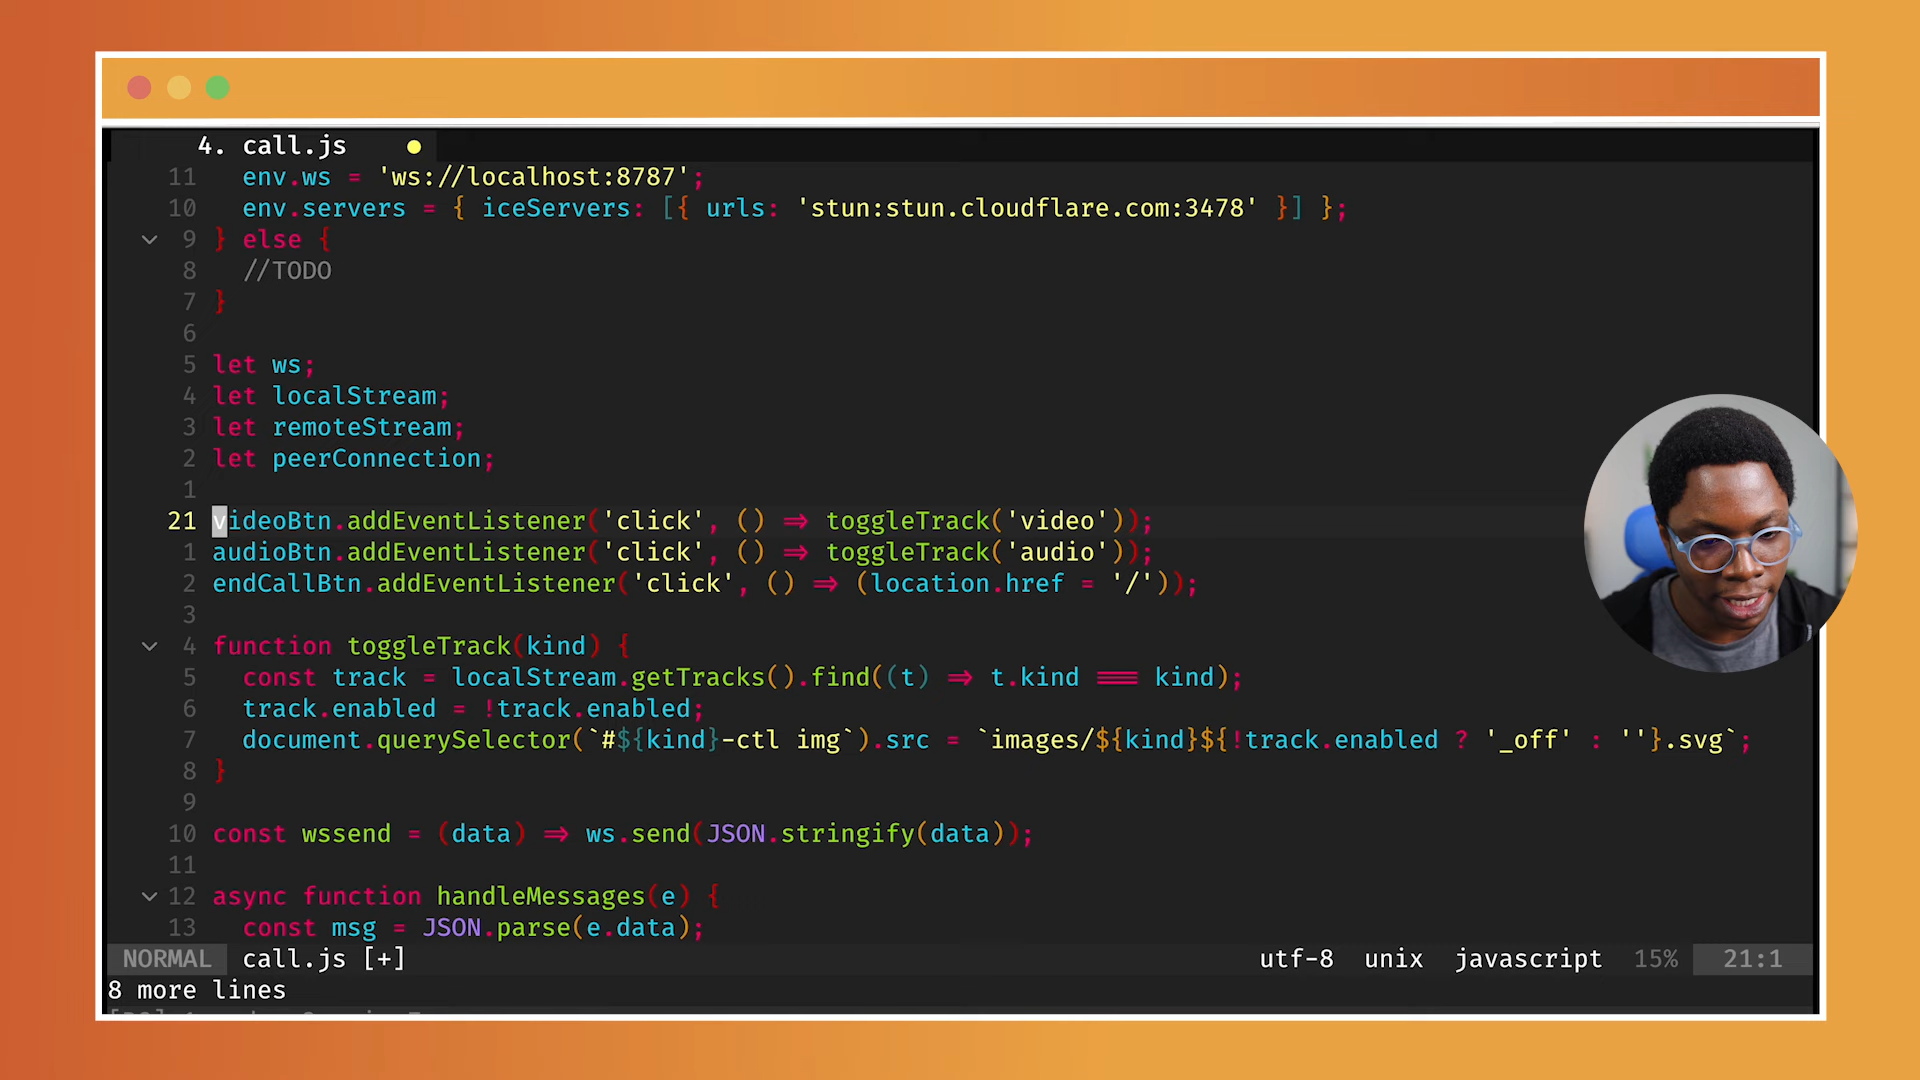 4. call.js
11 env.ws = 'ws://localhost:8787';
10 env.servers = { iceServers: [{ urls: 'stun:stun.cloudflare.com:3478' }] };
9 } else {
8 //TODO
7 }
6
5 let ws;
4 let localStream;
3 let remoteStream;
2 let peerConnection;
1
21 videoBtn.addEventListener('click', () => toggleTrack('video'));
1 audioBtn.addEventListener('click', () => toggleTrack('audio'));
2 endCallBtn.addEventListener('click', () => (location.href = '/'));
3
4 function toggleTrack(kind) {
5 const track = localStream.getTracks().find((t) => t.kind === kind);
6 track.enabled = !track.enabled;
7 document.querySelector(`#${kind}-ctl img`).src = `images/${kind}${!track.enabled ? '_off' : ''}.svg`;
8 }
9
10 const wssend = (data) => ws.send(JSON.stringify(data));
11
12 async function handleMessages(e) {
13 const msg = JSON.parse(e.data);
NORMAL call.js [+] utf-8 unix javascript 15% 21:1
8 more lines